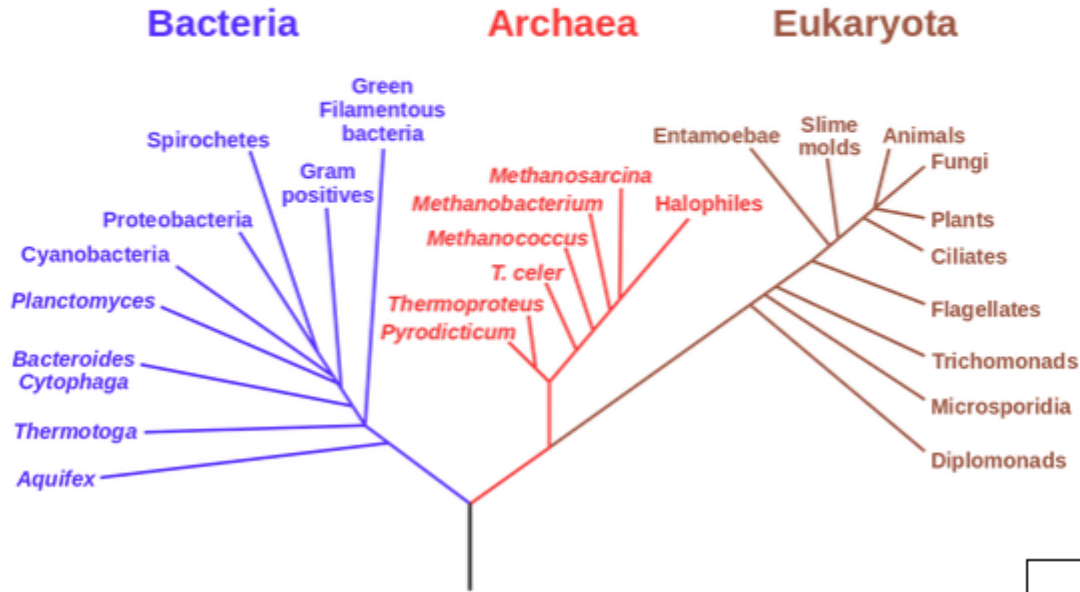 Bacteria
Archaea
Eukaryota
Green
Filamentous
bacteria
Spirochetes
Gram
positives
Proteobacteria
Cyanobacteria
Planctomyces
Bacteroides
Cytophaga
Thermotoga
Aquifex
Methanosarcina
Methanobacterium
Halophiles
Methanococcus
T. celer
Thermoproteus
Pyrodicticum
Entamoebae
Slime
molds
Animals
Fungi
Plants
Ciliates
Flagellates
Trichomonads
Microsporidia
Diplomonads